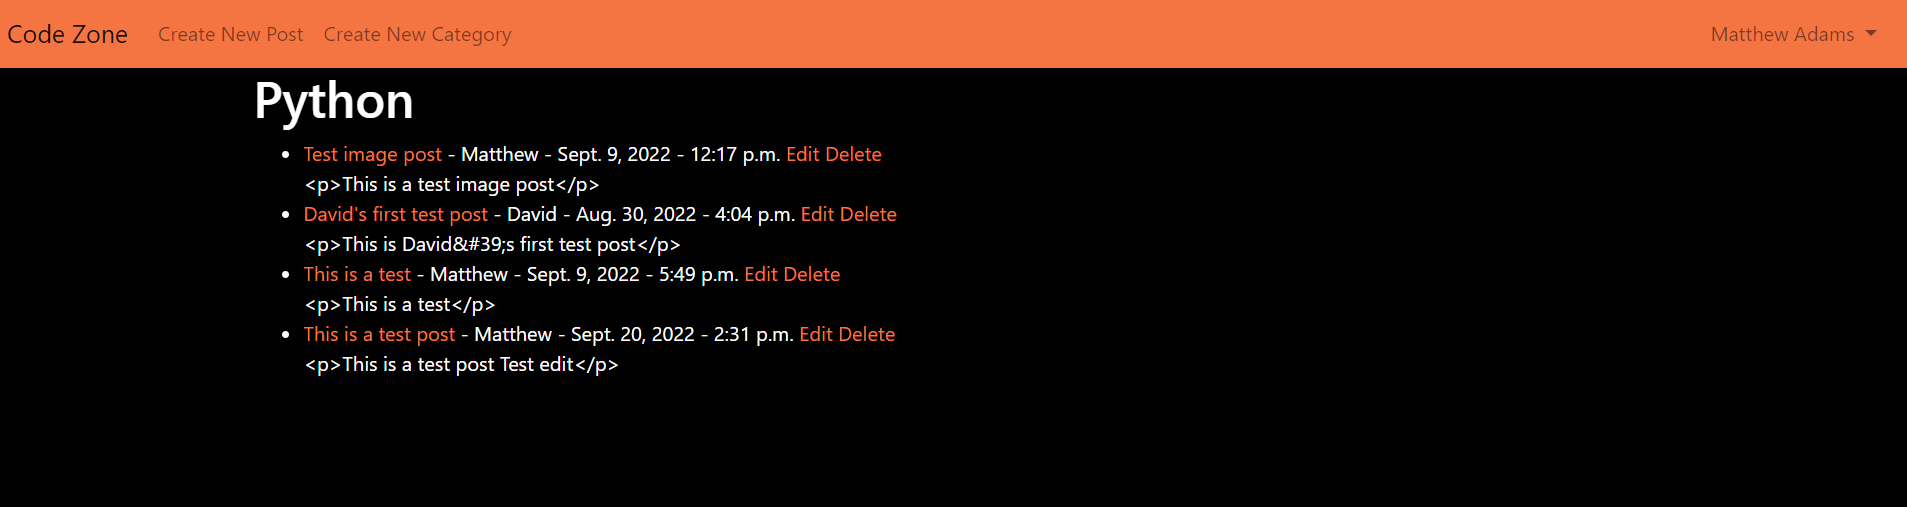 Code Zone Create New Post Create New Category Matthew Adams
Python
Test image post - Matthew - Sept. 9, 2022 - 12:17 p.m. Edit Delete
<p>This is a test image post</p>
David's first test post - David - Aug. 30, 2022 - 4:04 p.m. Edit Delete
<p>This is David&#39;s first test post</p>
This is a test - Matthew - Sept. 9, 2022 - 5:49 p.m. Edit Delete
<p>This is a test</p>
This is a test post - Matthew - Sept. 20, 2022 - 2:31 p.m. Edit Delete
<p>This is a test post Test edit</p>